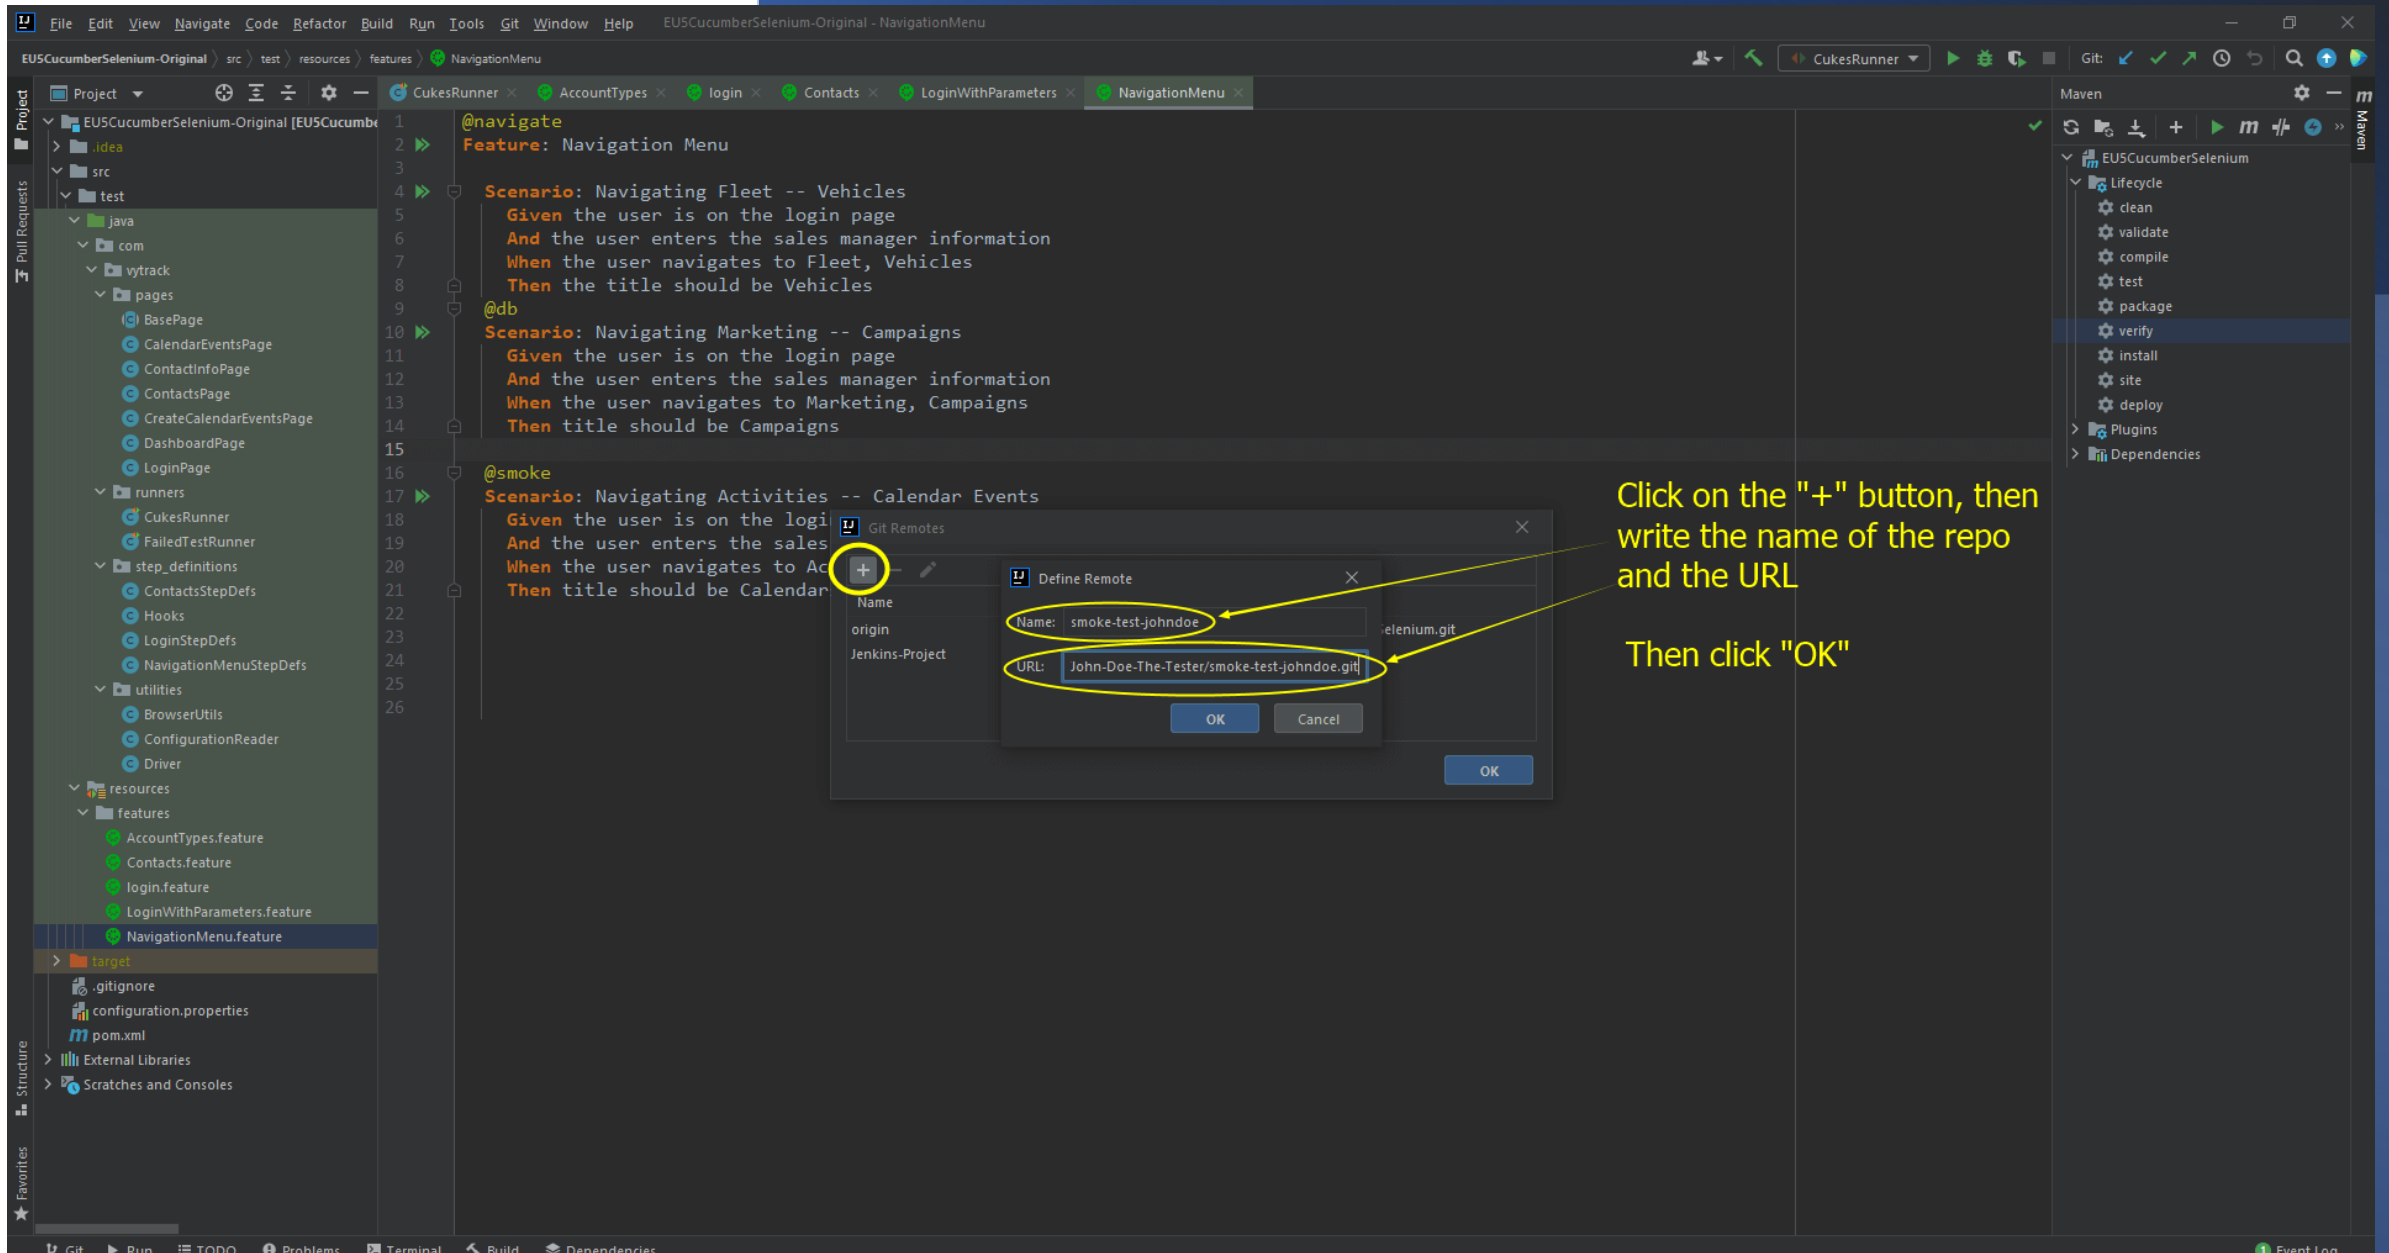 File Edit View Navigate Code Refactor Build Run Tools Git Window Help EU5CucumberSelenium-Original - NavigationMenu
EU5CucumberSelenium-Original src test resources features NavigationMenu
CukesRunner
Git:
Project
CukesRunner AccountTypes login Contacts LoginWithParameters NavigationMenu
Maven
Project
Pull Requests
Structure
Favorites
EU5CucumberSelenium-Original [EU5Cucumbe
.idea
src
test
java
com
vytrack
pages
BasePage
CalendarEventsPage
ContactInfoPage
ContactsPage
CreateCalendarEventsPage
DashboardPage
LoginPage
runners
CukesRunner
FailedTestRunner
step_definitions
ContactsStepDefs
Hooks
LoginStepDefs
NavigationMenuStepDefs
utilities
BrowserUtils
ConfigurationReader
Driver
resources
features
AccountTypes.feature
Contacts.feature
login.feature
LoginWithParameters.feature
NavigationMenu.feature
target
.gitignore
configuration.properties
pom.xml
External Libraries
Scratches and Consoles
1 @navigate
2 Feature: Navigation Menu
3
4 Scenario: Navigating Fleet -- Vehicles
5 Given the user is on the login page
6 And the user enters the sales manager information
7 When the user navigates to Fleet, Vehicles
8 Then the title should be Vehicles
9 @db
10 Scenario: Navigating Marketing -- Campaigns
11 Given the user is on the login page
12 And the user enters the sales manager information
13 When the user navigates to Marketing, Campaigns
14 Then title should be Campaigns
15
16 @smoke
17 Scenario: Navigating Activities -- Calendar Events
18 Given the user is on the logi
19 And the user enters the sales
20 When the user navigates to Ac
21 Then title should be Calendar
22
23
24
25
26
Git Remotes
Name
origin
elenium.git
Jenkins-Project
OK
Define Remote
Name: smoke-test-johndoe
URL: John-Doe-The-Tester/smoke-test-johndoe.git
OK Cancel
Click on the "+" button, then
write the name of the repo
and the URL
Then click "OK"
EU5CucumberSelenium
Lifecycle
clean
validate
compile
test
package
verify
install
site
deploy
Plugins
Dependencies
Maven
Git Run TODO Problems Terminal Build Dependencies
1 Event Log